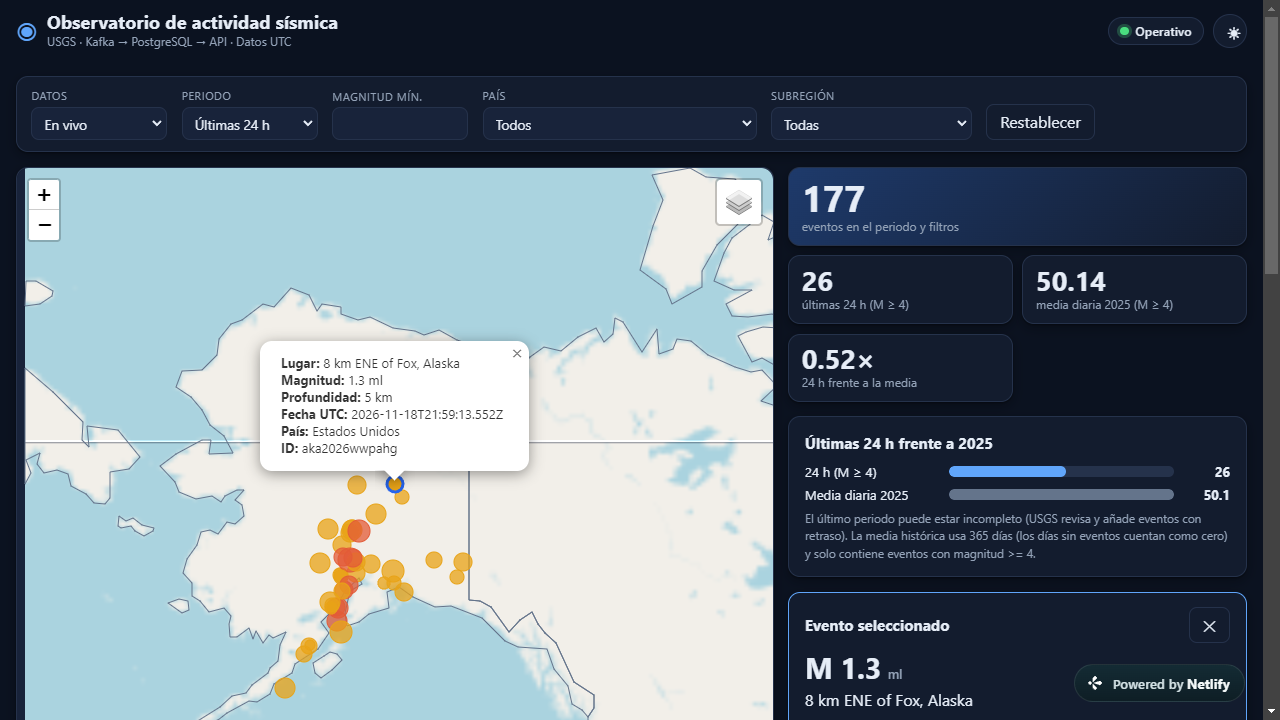 Observatorio de actividad sísmica
USGS · Kafka → PostgreSQL → API · Datos UTC
Operativo
DATOS
En vivo
PERIODO
Últimas 24 h
MAGNITUD MÍN.
PAÍS
Todos
SUBREGIÓN
Todas
Restablecer
+
−
Lugar: 8 km ENE of Fox, Alaska
Magnitud: 1.3 ml
Profundidad: 5 km
Fecha UTC: 2026-11-18T21:59:13.552Z
País: Estados Unidos
ID: aka2026wwpahg
×
177
eventos en el periodo y filtros
26
últimas 24 h (M ≥ 4)
50.14
media diaria 2025 (M ≥ 4)
0.52×
24 h frente a la media
Últimas 24 h frente a 2025
24 h (M ≥ 4) 26
Media diaria 2025 50.1
El último periodo puede estar incompleto (USGS revisa y añade eventos con
retraso). La media histórica usa 365 días (los días sin eventos cuentan como cero)
y solo contiene eventos con magnitud >= 4.
Evento seleccionado
M 1.3 ml
8 km ENE of Fox, Alaska
Powered by Netlify